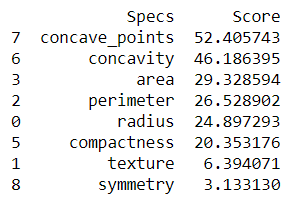 Specs Score
7 concave_points 52.405743
6 concavity 46.186395
3 area 29.328594
2 perimeter 26.528902
0 radius 24.897293
5 compactness 20.353176
1 texture 6.394071
8 symmetry 3.133130